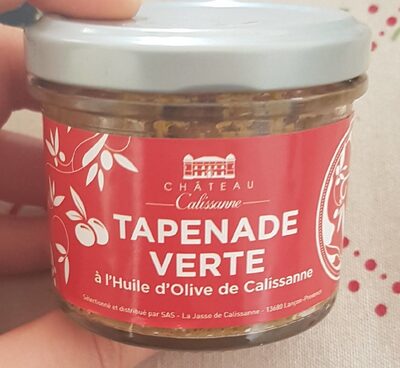 CHÂTEAU
Calissanne
TAPENADE
VERTE
à l'Huile d'Olive de Calissanne
Sélectionné et distribué par SAS - La Jasse de Calissanne - 13680 Lançon-Provence